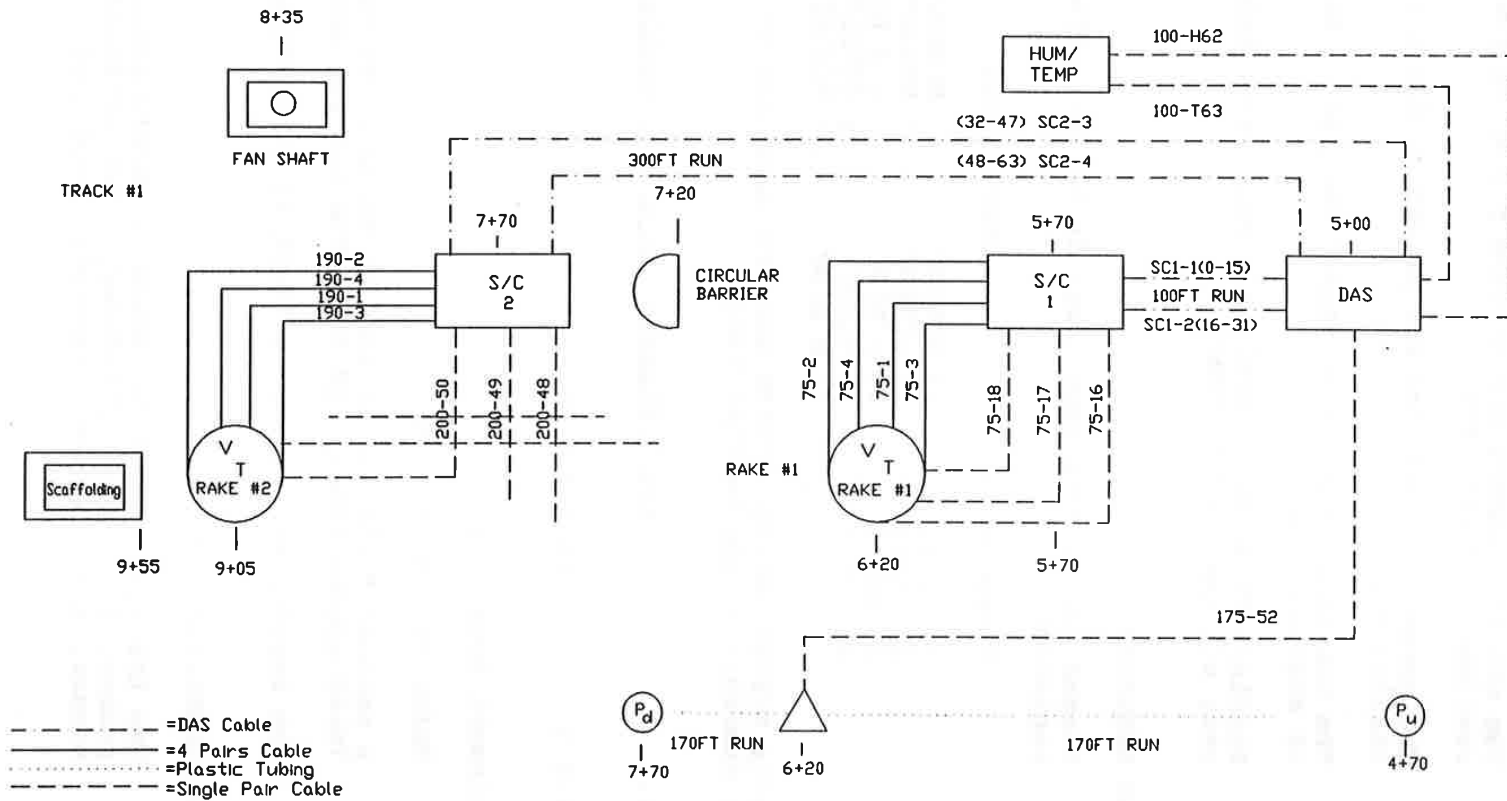 8+35
FAN SHAFT
TRACK #1
HUM/
TEMP
100-H62
100-T63
(32-47) SC2-3
300FT RUN
(48-63) SC2-4
7+20
7+70
5+70
5+00
190-2
190-4
190-1
190-3
S/C
2
CIRCULAR
BARRIER
S/C
1
SC1-1(0-15)
100FT RUN
SC1-2(16-31)
DAS
200-50
200-49
200-48
75-2
75-4
75-1
75-3
75-18
75-17
75-16
Scaffolding
V
T
RAKE #2
RAKE #1
V
T
RAKE #1
9+55
9+05
6+20
5+70
175-52
Pd
170FT RUN
170FT RUN
Pu
7+70
6+20
4+70
=DAS Cable
=4 Pairs Cable
=Plastic Tubing
=Single Pair Cable